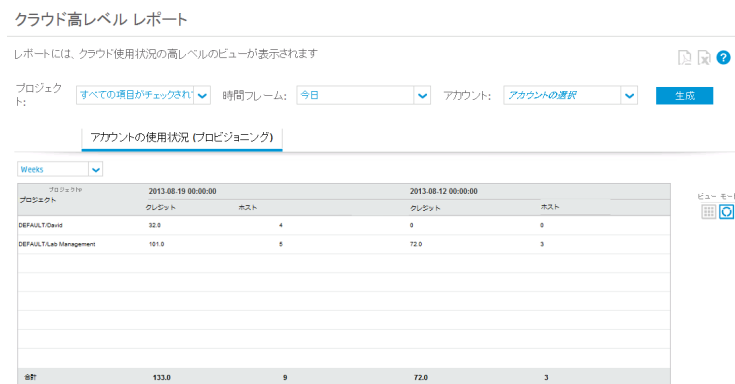 クラウド高レベル レポート
レポートには、クラウド使用状況の高レベルのビューが表示されます
プロジェクト: すべての項目がチェックされ 時間フレーム: 今日 アカウント: アカウントの選択 生成
アカウントの使用状況 (プロビジョニング)
Weeks
プロジェクト 2013-08-19 00:00:00 2013-08-12 00:00:00
プロジェクト クレジット ホスト クレジット ホスト
ビュー モード
DEFAULT/David 32.0 4 0 0
DEFAULT/Lab Management 101.0 5 72.0 3
合計 133.0 9 72.0 3